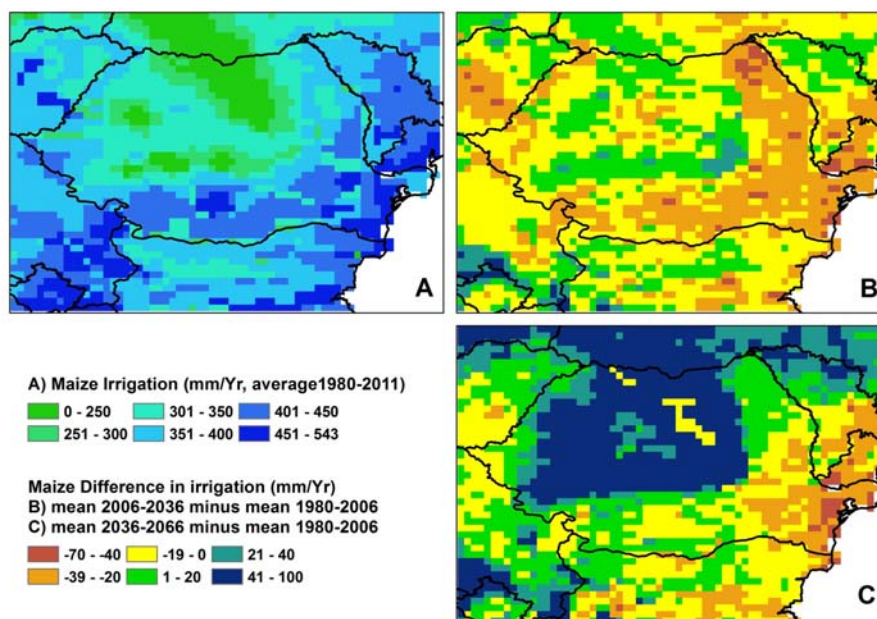 A
B
A) Maize Irrigation (mm/Yr, average1980-2011)
0 - 250 301 - 350 401 - 450
251 - 300 351 - 400 451 - 543
Maize Difference in irrigation (mm/Yr)
B) mean 2006-2036 minus mean 1980-2006
C) mean 2036-2066 minus mean 1980-2006
-70 - -40 -19 - 0 21 - 40
-39 - -20 1 - 20 41 - 100
C